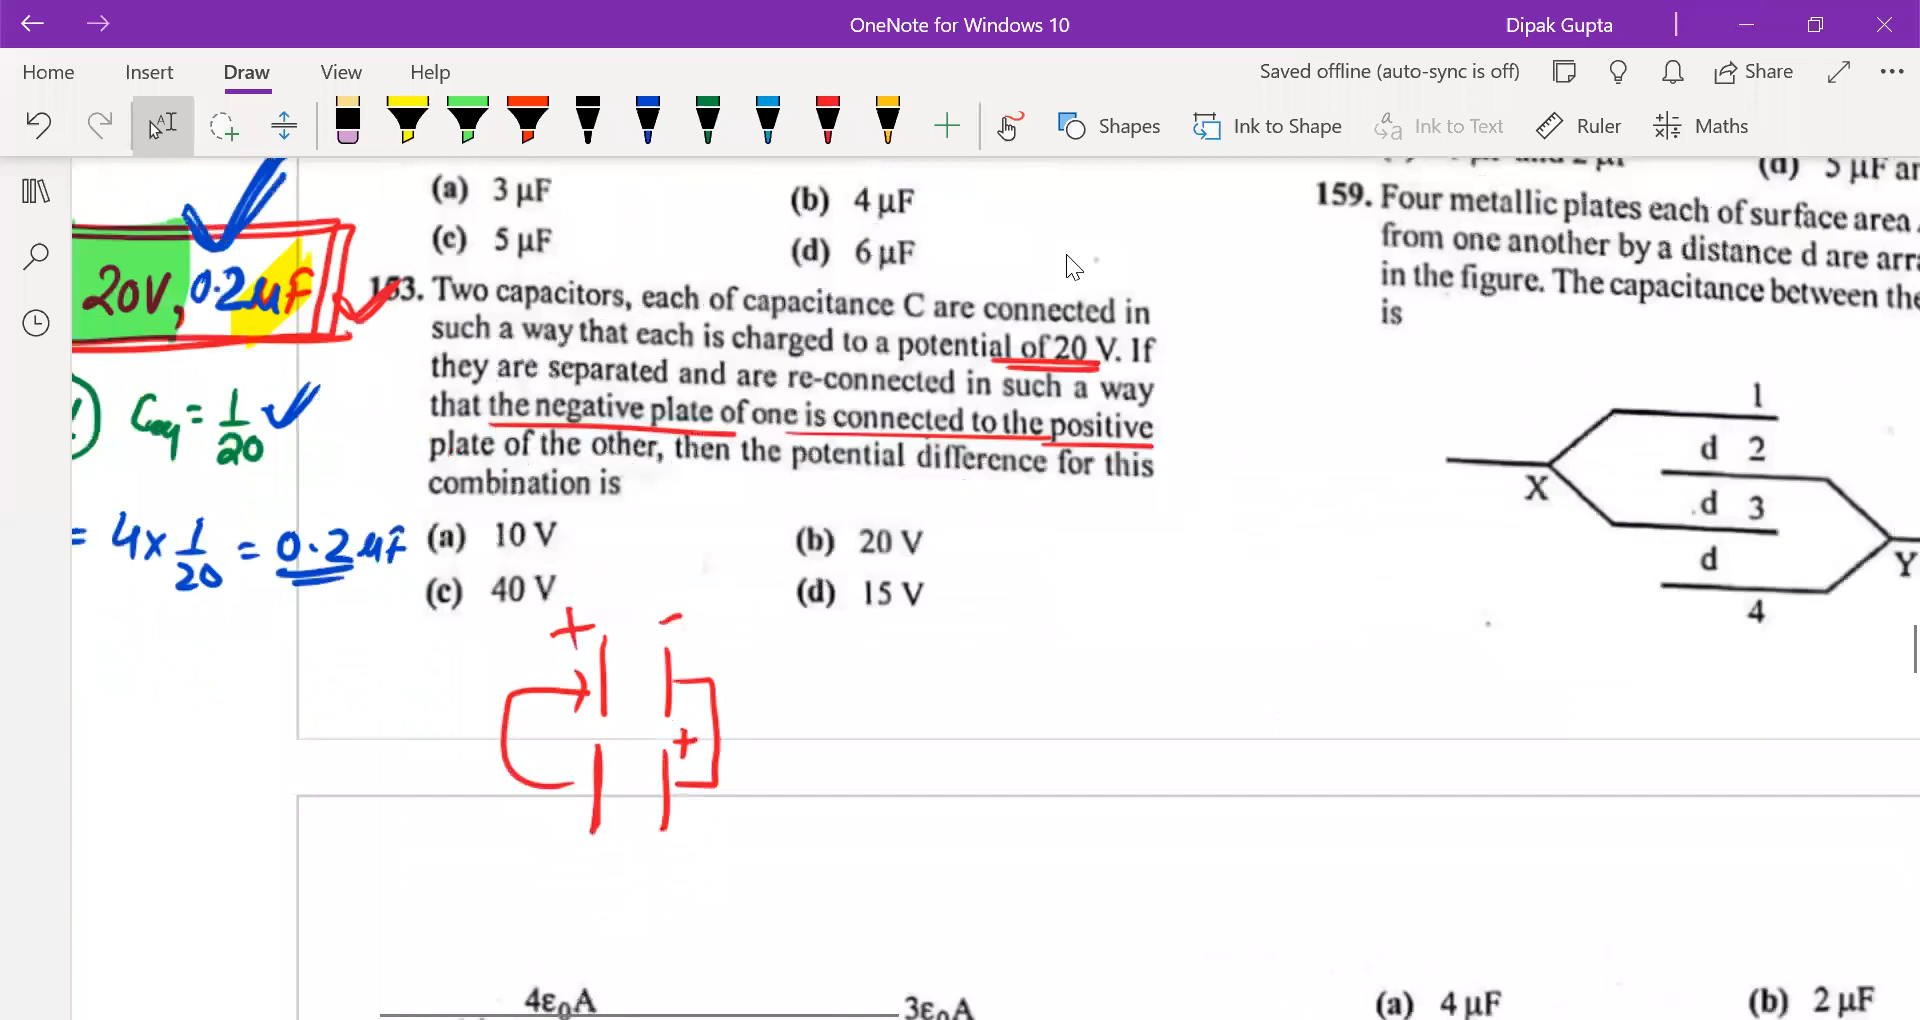 OneNote for Windows 10
Dipak Gupta
Home Insert Draw View Help
Saved offline (auto-sync is off)
Share
Shapes
Ink to Shape
Ink to Text
Ruler
Maths
(a) 3 μF
(b) 4 μF
(c) 5 μF
(d) 6 μF
20V, 0.2μF
Ceq = 1/20
= 4 x 1/20 = 0.2 μF
153. Two capacitors, each of capacitance C are connected in
such a way that each is charged to a potential of 20 V. If
they are separated and are re-connected in such a way
that the negative plate of one is connected to the positive
plate of the other, then the potential difference for this
combination is
(a) 10 V
(b) 20 V
(c) 40 V
(d) 15 V
+ -
+
(d) 5 μF
159. Four metallic plates each of surface area
from one another by a distance d are
in the figure. The capacitance between the
is
1
d 2
X
d 3
d
Y
4
4ε0A
3ε0A
(a) 4 μF
(b) 2 μF